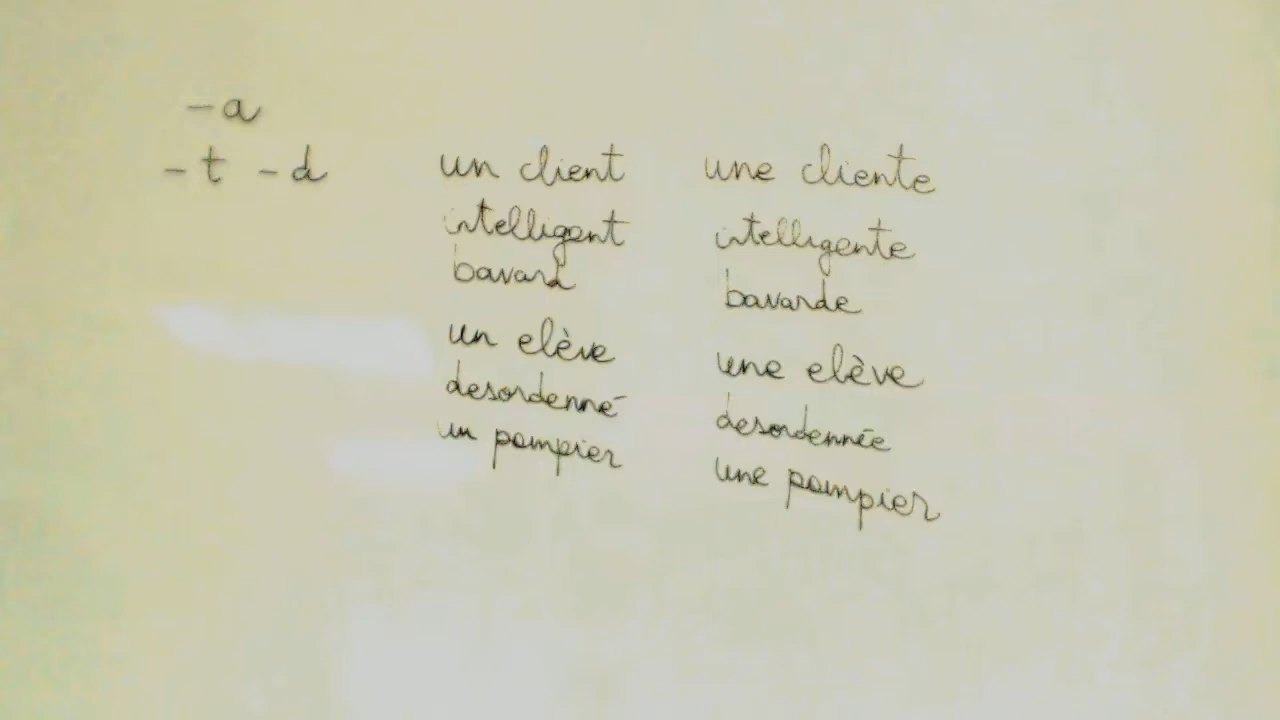 -a
-t -d un client une cliente
intelligent intelligente
bavard bavarde
un elève une elève
desordenné desordennée
un pompier une pompier